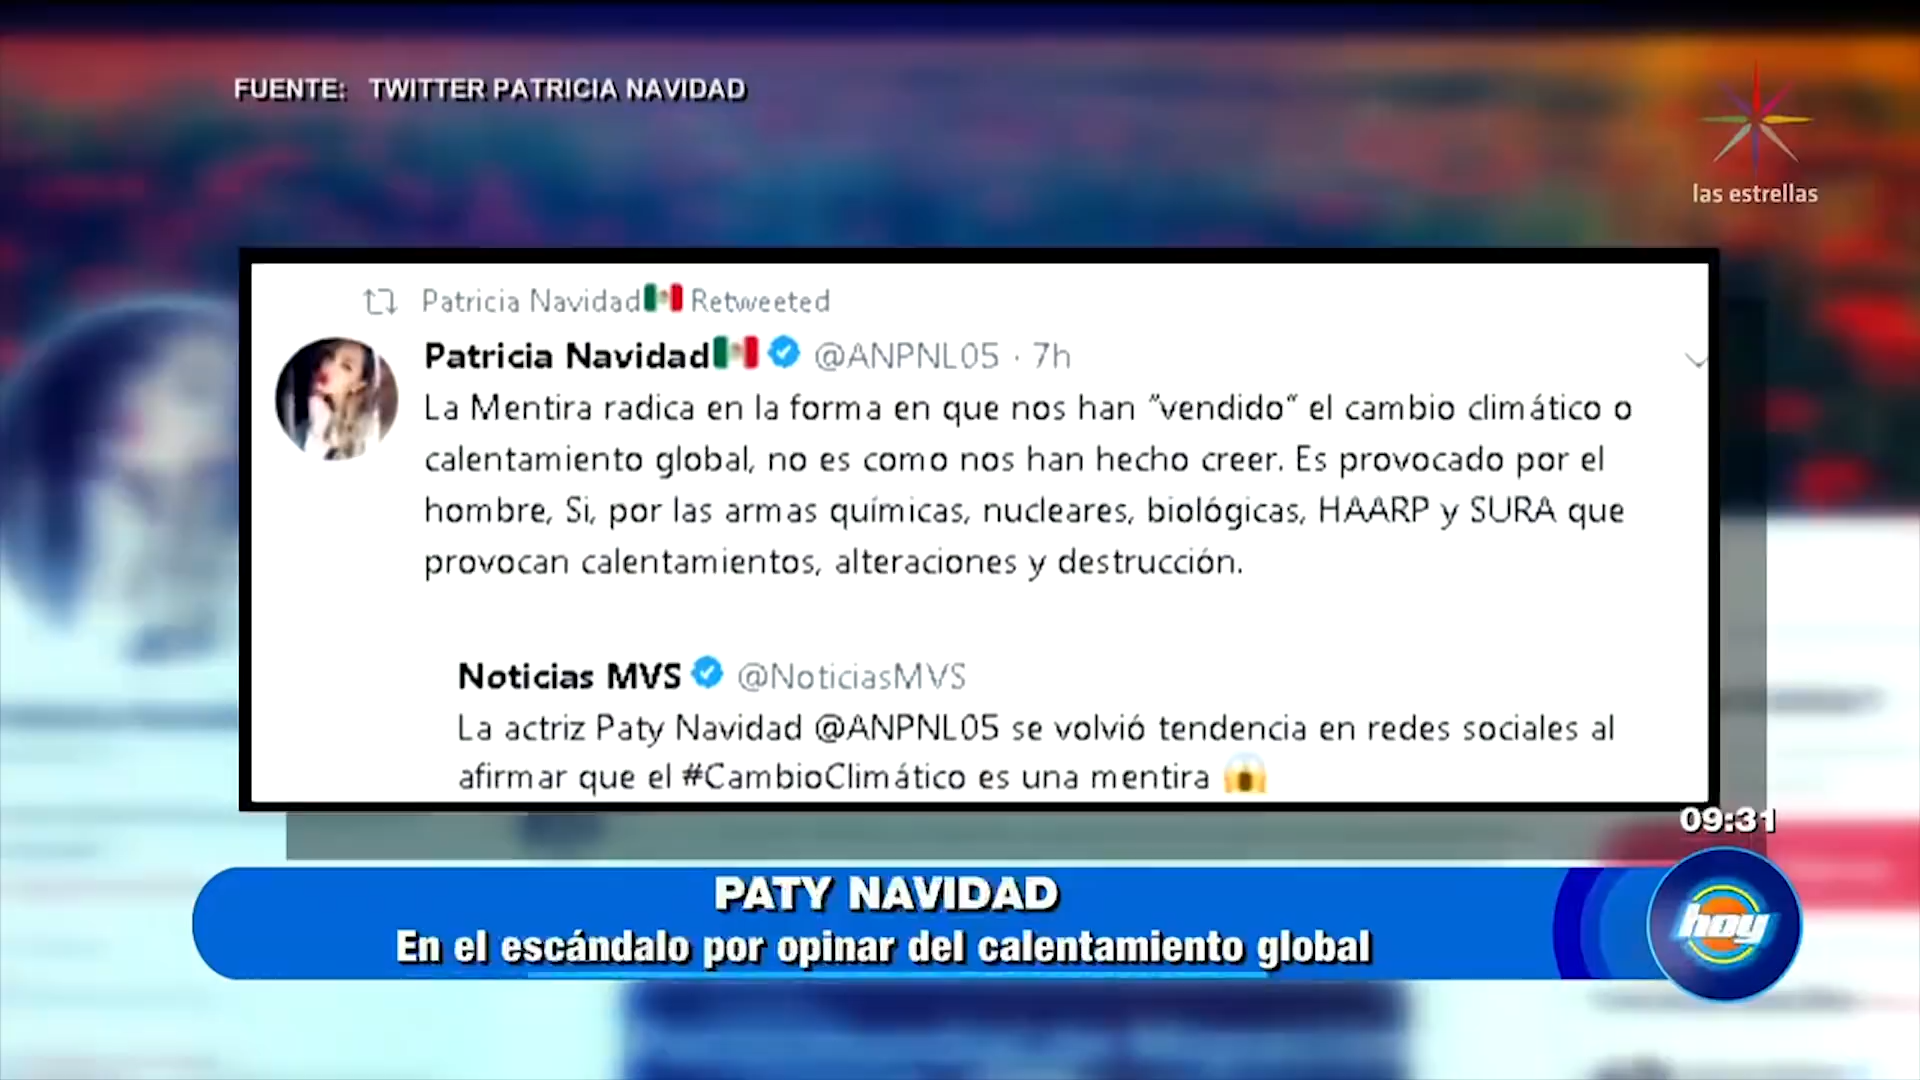 FUENTE: TWITTER PATRICIA NAVIDAD
las estrellas
Patricia Navidad Retweeted
Patricia Navidad @ANPNL05 · 7h
La Mentira radica en la forma en que nos han "vendido" el cambio climático o
calentamiento global, no es como nos han hecho creer. Es provocado por el
hombre, Si, por las armas químicas, nucleares, biológicas, HAARP y SURA que
provocan calentamientos, alteraciones y destrucción.
Noticias MVS @NoticiasMVS
La actriz Paty Navidad @ANPNL05 se volvió tendencia en redes sociales al
afirmar que el #CambioClimático es una mentira 😱
09:31
PATY NAVIDAD
En el escándalo por opinar del calentamiento global
hoy